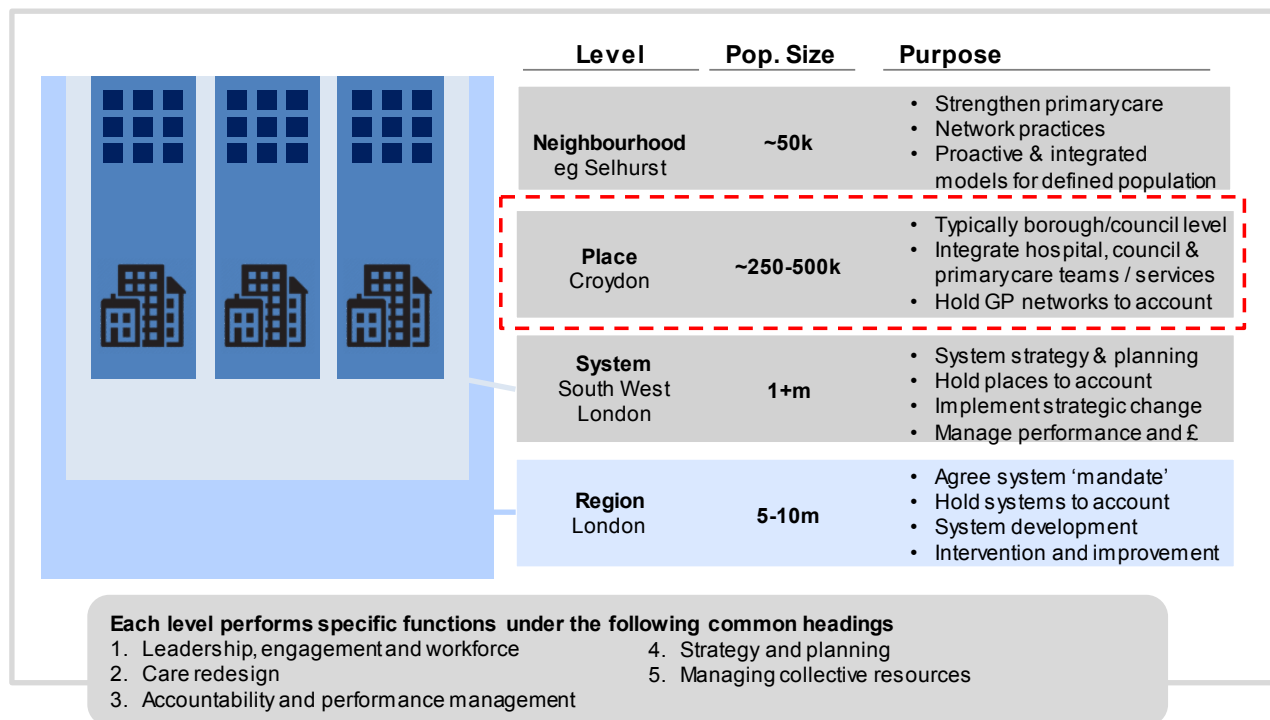 Level Pop. Size Purpose
Neighbourhood
eg Selhurst
~50k
• Strengthen primary care
• Network practices
• Proactive & integrated
models for defined population
Place
Croydon
~250-500k
• Typically borough/council level
• Integrate hospital, council &
primary care teams / services
• Hold GP networks to account
System
South West
London
1+m
• System strategy & planning
• Hold places to account
• Implement strategic change
• Manage performance and £
Region
London
5-10m
• Agree system ‘mandate’
• Hold systems to account
• System development
• Intervention and improvement
Each level performs specific functions under the following common headings
1. Leadership, engagement and workforce
2. Care redesign
3. Accountability and performance management
4. Strategy and planning
5. Managing collective resources